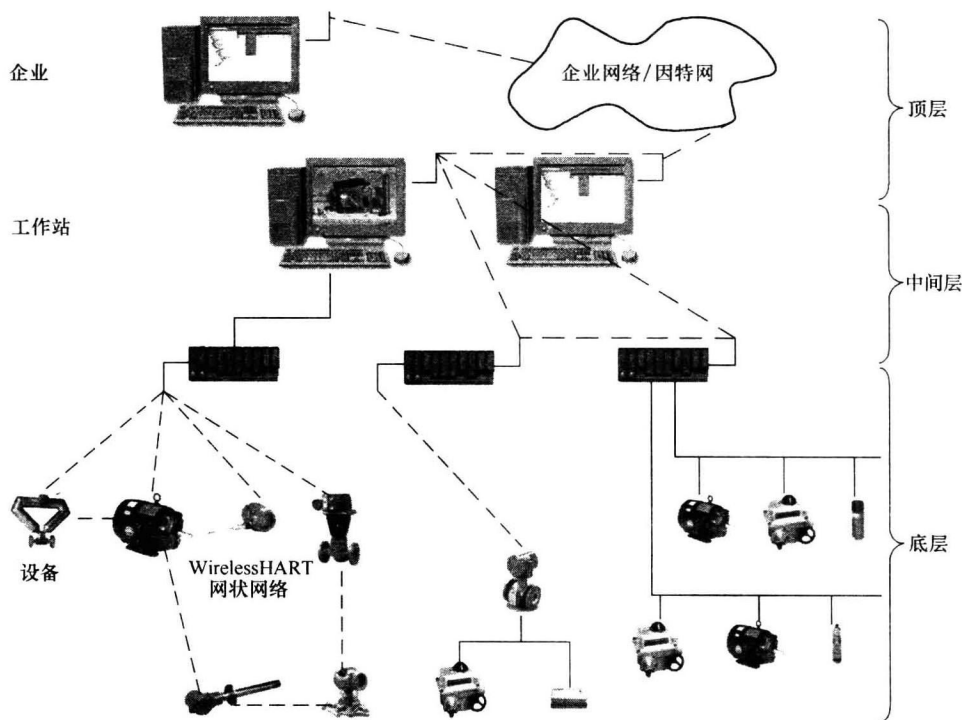 企业
企业网络/因特网
顶层
工作站
中间层
设备
WirelessHART
网状网络
底层